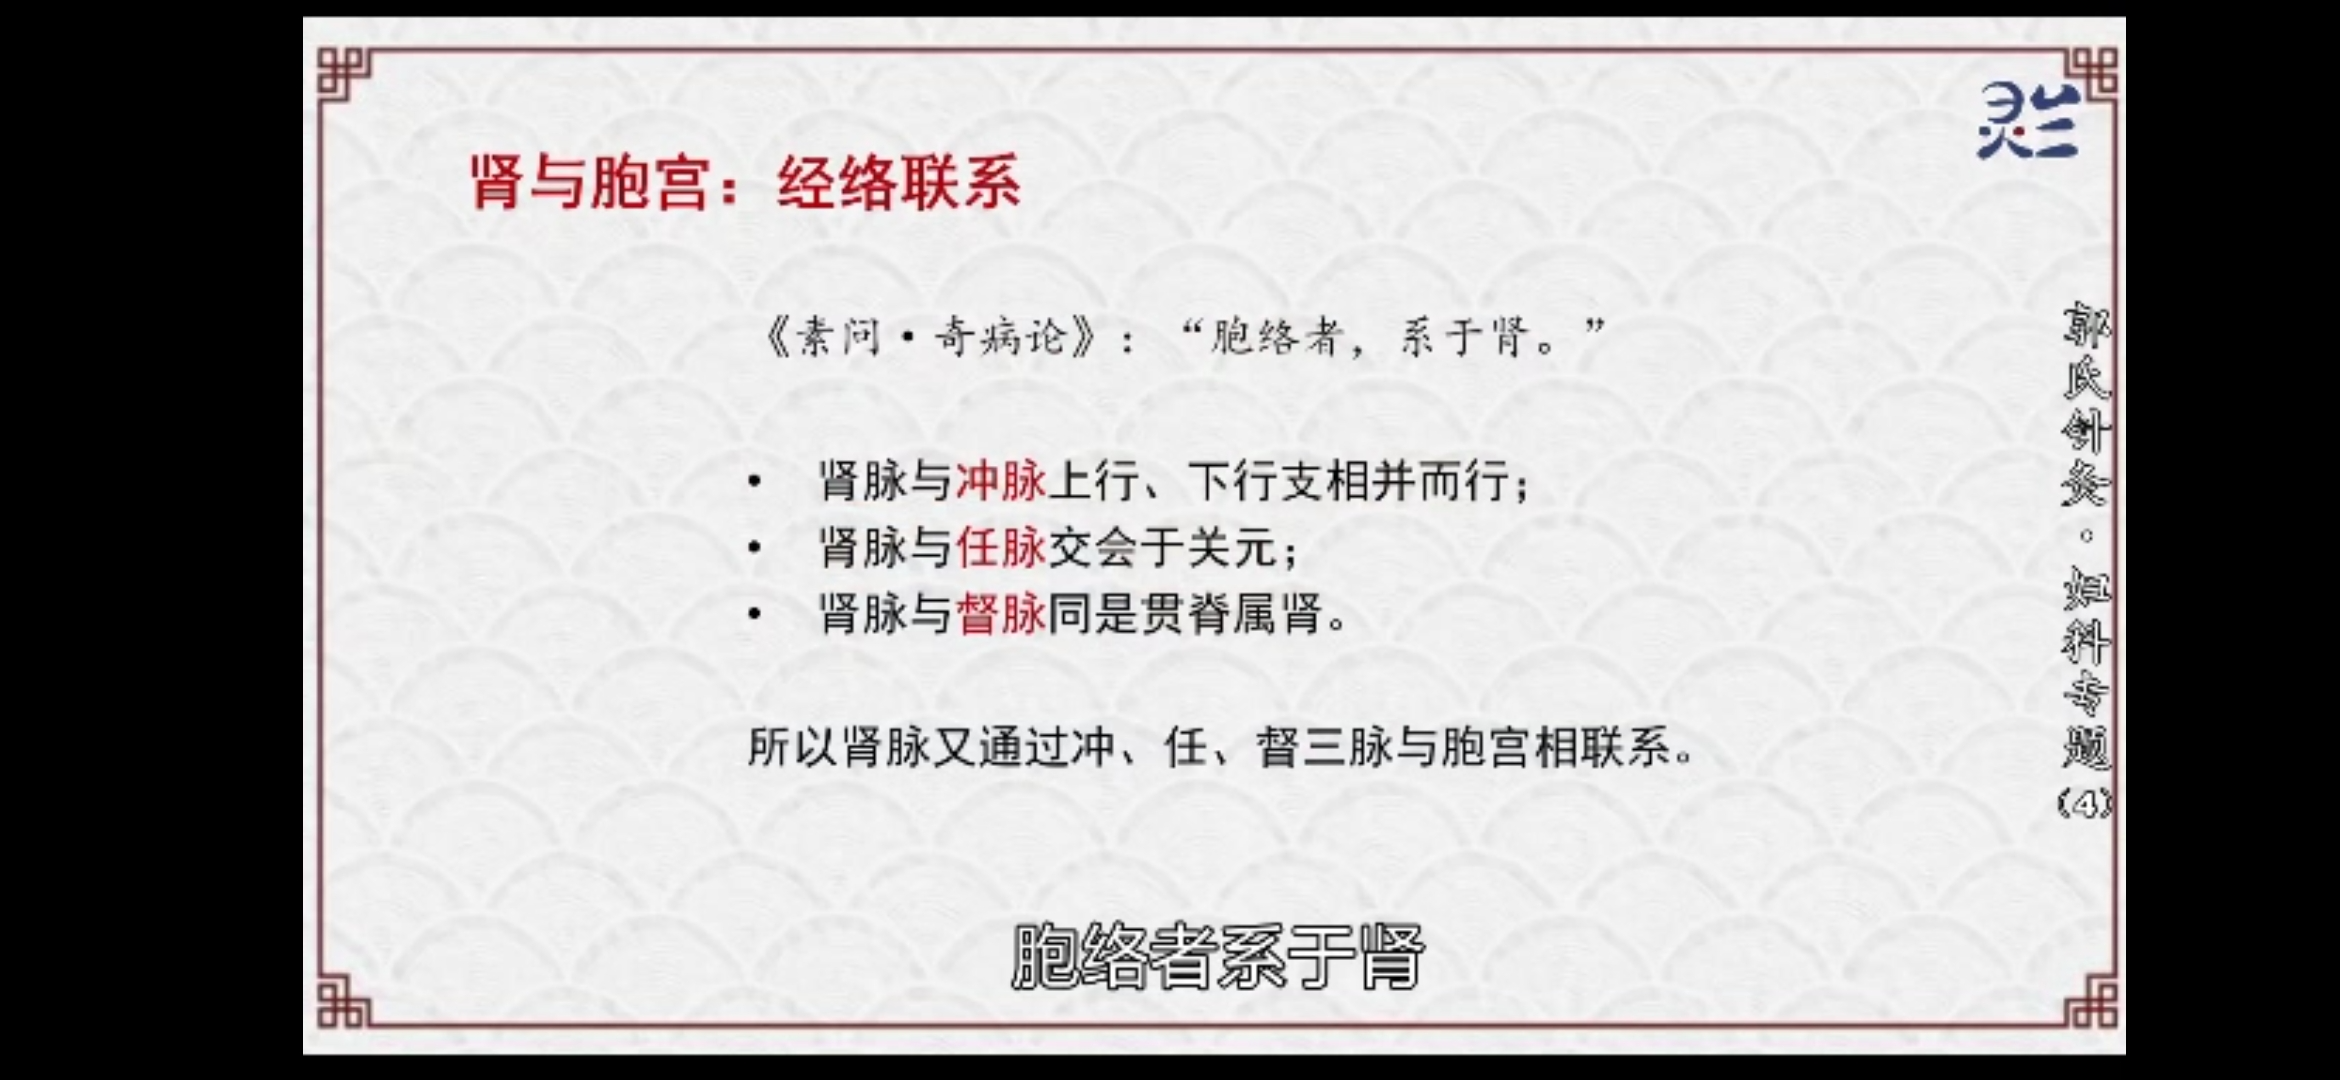 肾与胞宫：经络联系
《素问·奇病论》：“胞络者，系于肾。”
• 肾脉与冲脉上行、下行支相并而行；
• 肾脉与任脉交会于关元；
• 肾脉与督脉同是贯脊属肾。
所以肾脉又通过冲、任、督三脉与胞宫相联系。
胞络者系于肾
灵兰
郭氏针灸·妇科专题(4)